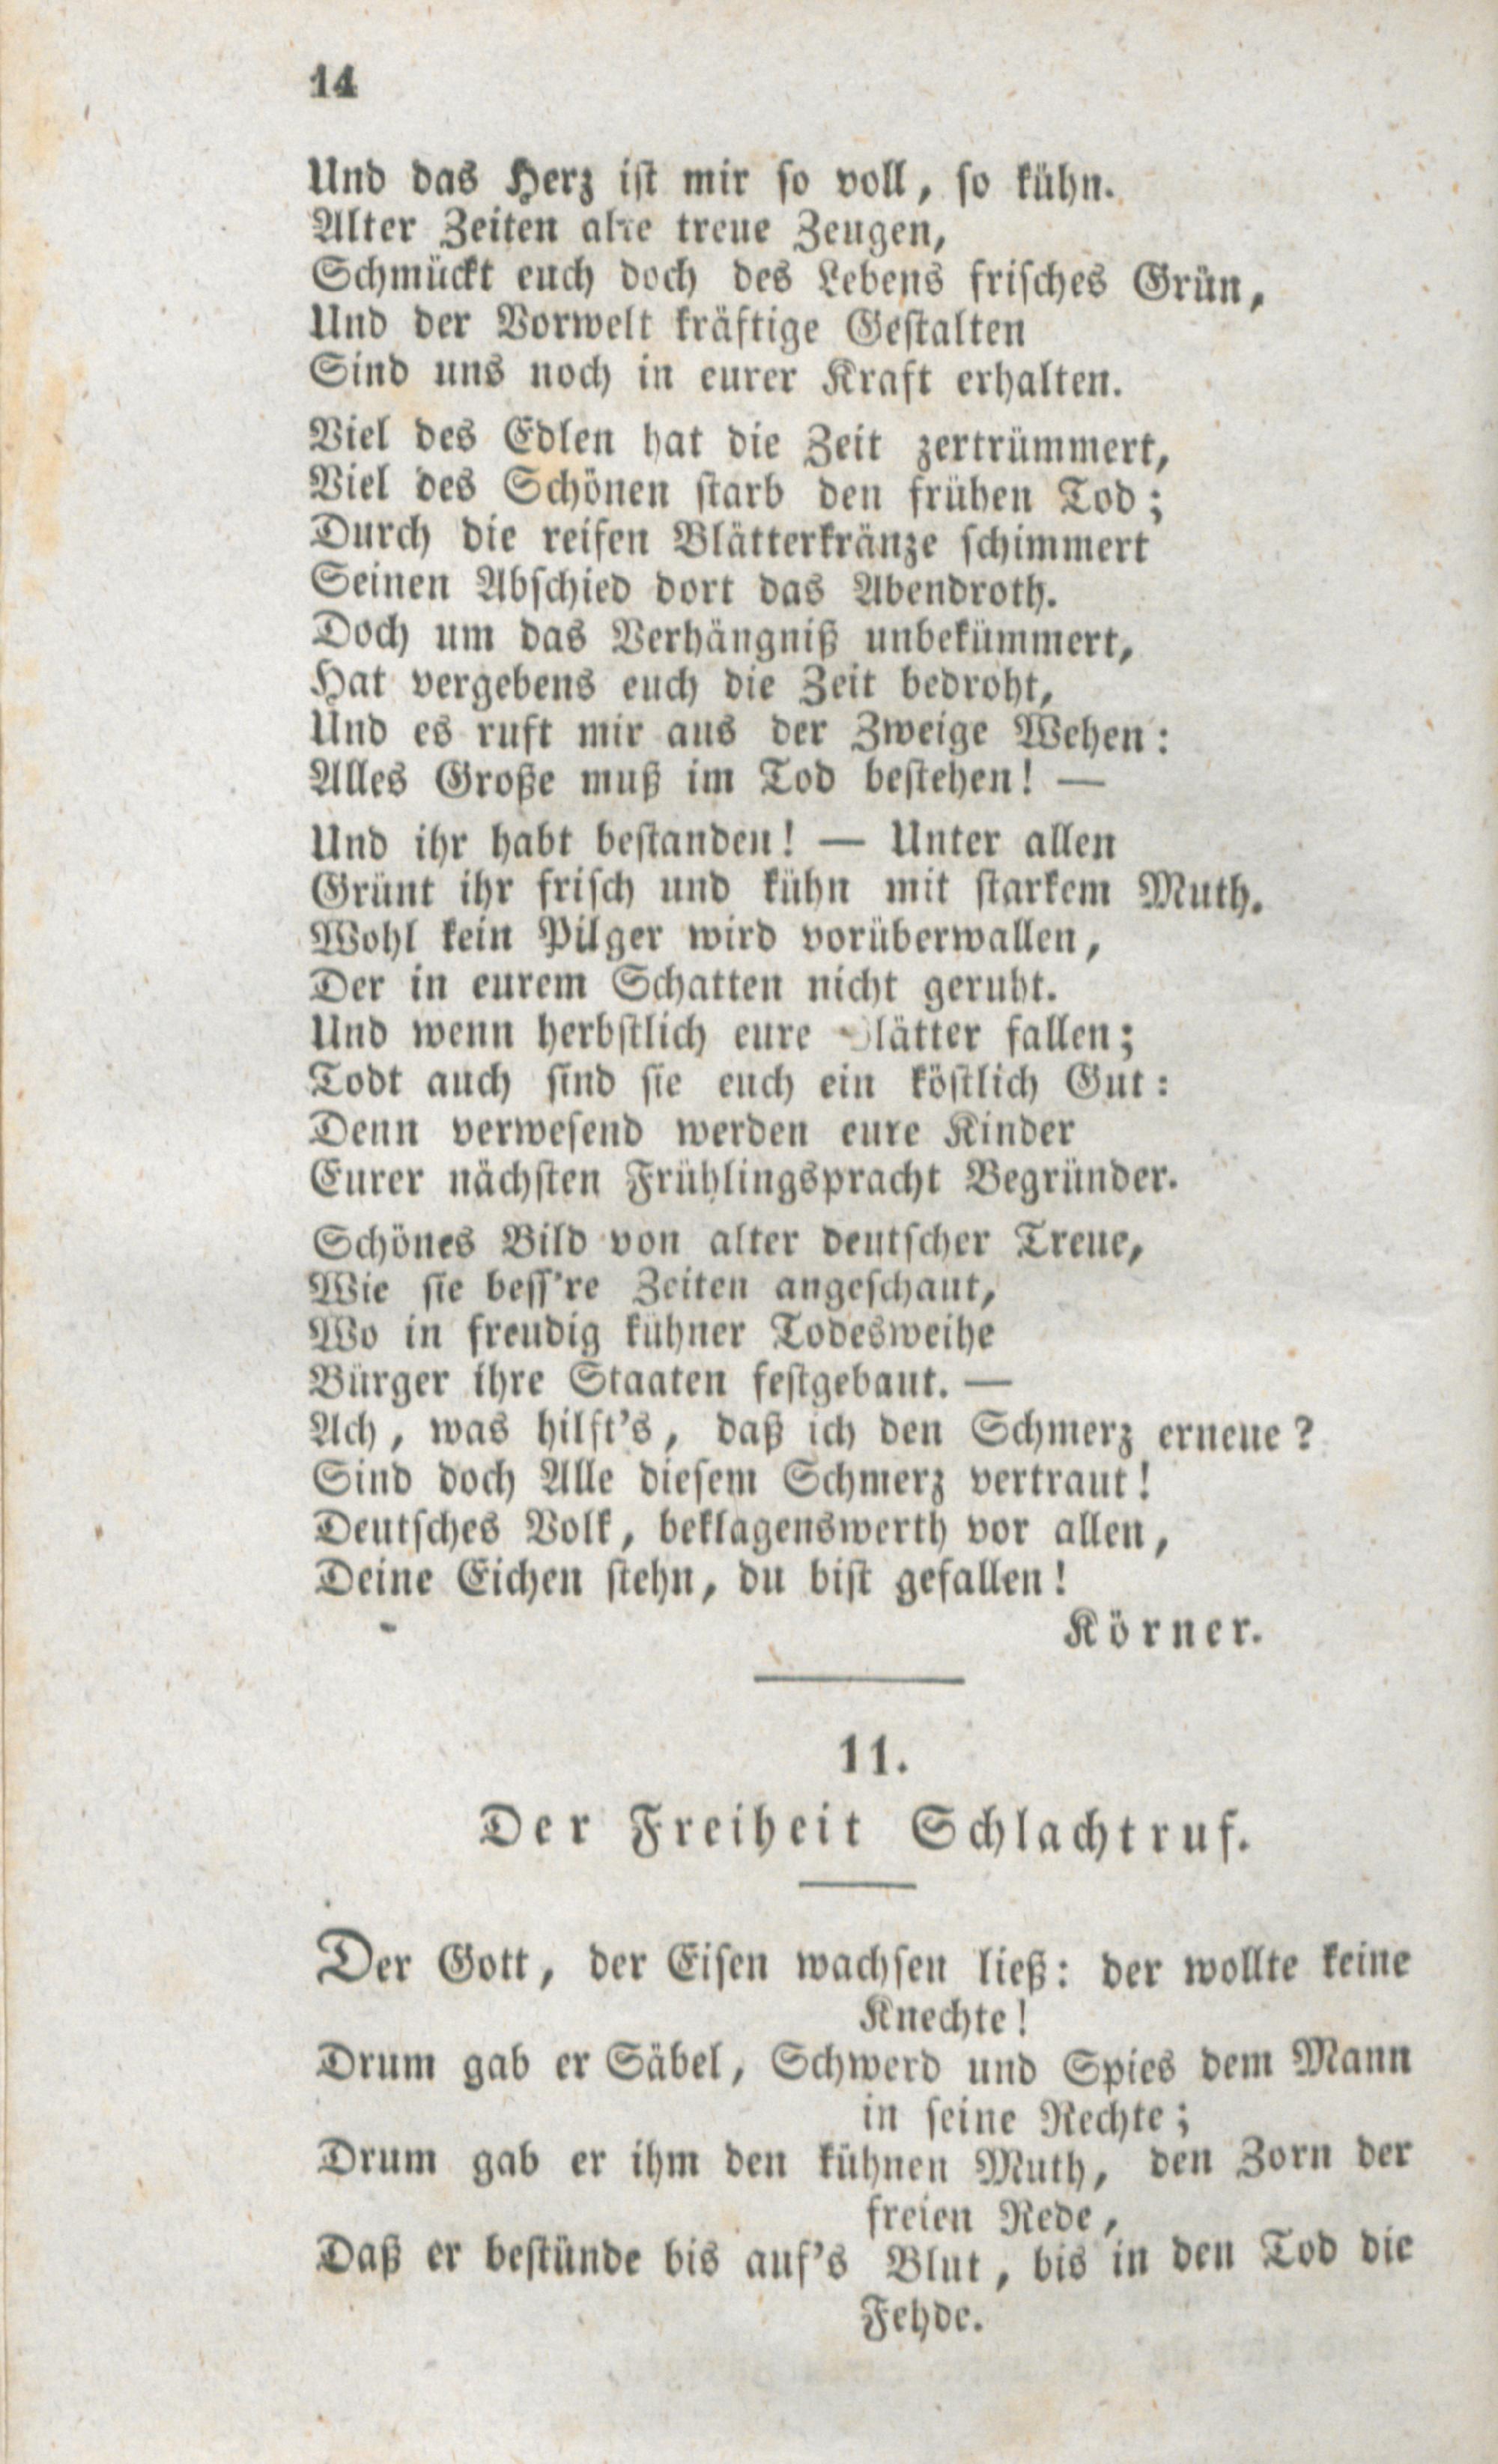 14
Und das Herz ist mir so voll, so kühn.
Alter Zeiten alte treue Zeugen,
Schmückt euch doch des Lebens frisches Grün,
Und der Vorwelt kräftige Gestalten
Sind uns noch in eurer Kraft erhalten.
Viel des Edlen hat die Zeit zertrümmert,
Viel des Schönen starb den frühen Tod;
Durch die reifen Blätterkränze schimmert
Seinen Abschied dort das Abendroth.
Doch um das Verhängniß unbekümmert,
Hat vergebens euch die Zeit bedroht,
Und es ruft mir aus der Zweige Wehen:
Alles Große muß im Tod bestehen! —
Und ihr habt bestanden! — Unter allen
Grünt ihr frisch und kühn mit starkem Muth.
Wohl kein Pilger wird vorüberwallen,
Der in eurem Schatten nicht geruht.
Und wenn herbstlich eure Blätter fallen;
Todt auch sind sie euch ein köstlich Gut:
Denn verwesend werden eure Kinder
Eurer nächsten Frühlingspracht Begründer.
Schönes Bild von alter deutscher Treue,
Wie sie bess're Zeiten angeschaut,
Wo in freudig kühner Todesweihe
Bürger ihre Staaten festgebaut. —
Ach, was hilft's, daß ich den Schmerz erneue?
Sind doch Alle diesem Schmerz vertraut!
Deutsches Volk, beklagenswerth vor allen,
Deine Eichen stehn, du bist gefallen!
Körner.
11.
Der Freiheit Schlachtruf.
Der Gott, der Eisen wachsen ließ: der wollte keine
Knechte!
Drum gab er Säbel, Schwerd und Spies dem Mann
in seine Rechte;
Drum gab er ihm den kühnen Muth, den Zorn der
freien Rede,
Daß er bestünde bis auf's Blut, bis in den Tod die
Fehde.